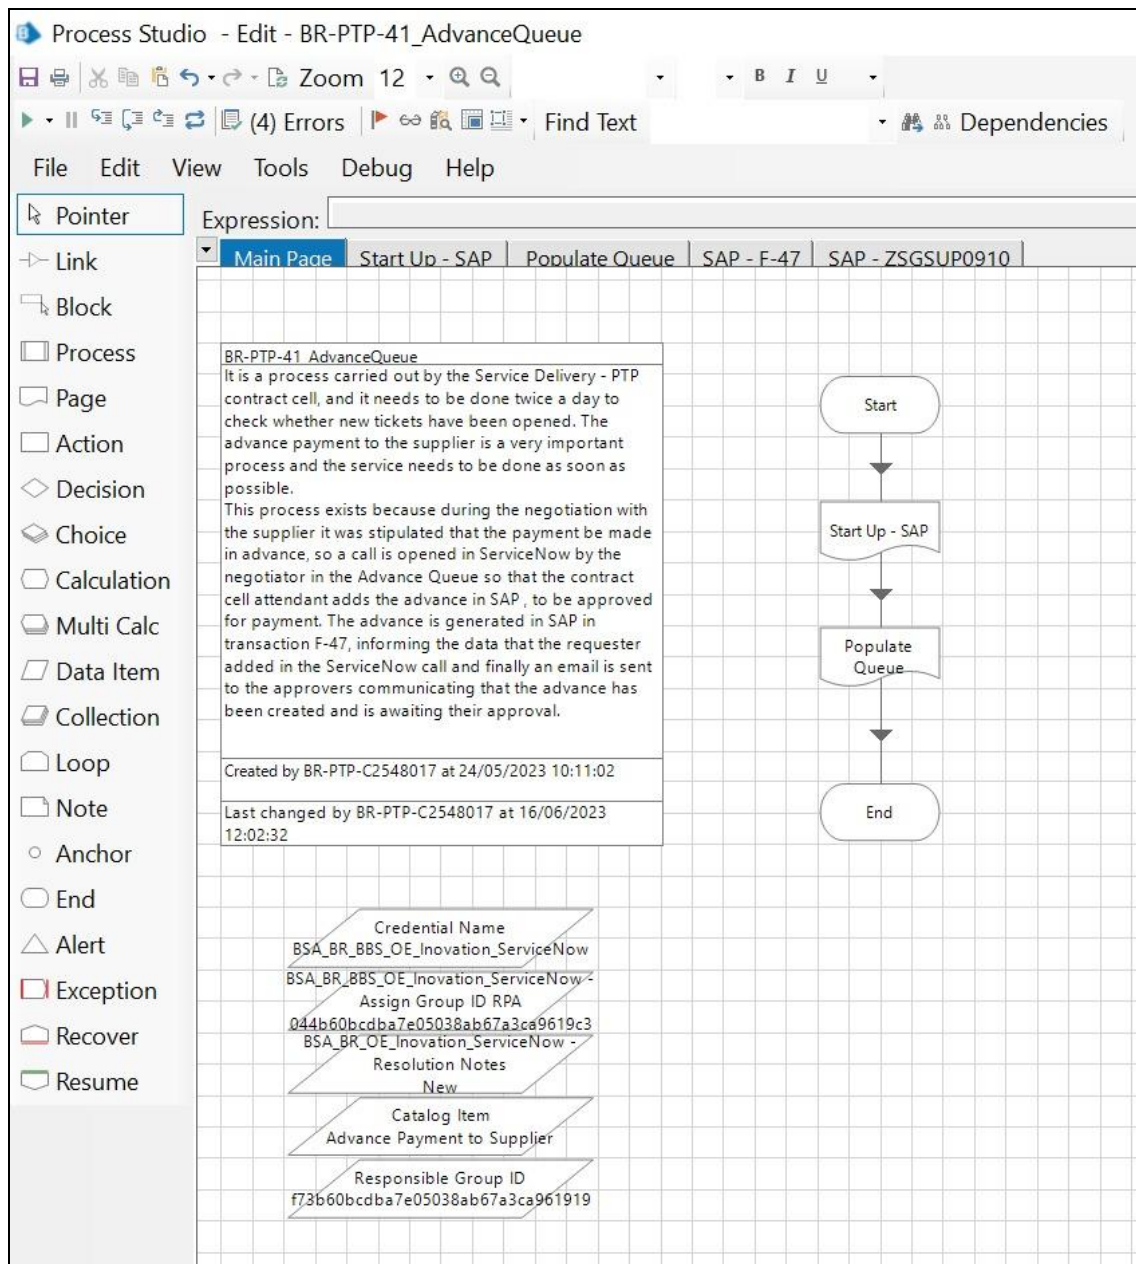 Process Studio - Edit - BR-PTP-41_AdvanceQueue
Zoom 12 B I U
(4) Errors Find Text Dependencies
File Edit View Tools Debug Help
Pointer
Link
Block
Process
Page
Action
Decision
Choice
Calculation
Multi Calc
Data Item
Collection
Loop
Note
Anchor
End
Alert
Exception
Recover
Resume
Expression:
Main Page Start Up - SAP Populate Queue SAP - F-47 SAP - ZSGSUP0910
BR-PTP-41_AdvanceQueue
It is a process carried out by the Service Delivery - PTP
contract cell, and it needs to be done twice a day to
check whether new tickets have been opened. The
advance payment to the supplier is a very important
process and the service needs to be done as soon as
possible.
This process exists because during the negotiation with
the supplier it was stipulated that the payment be made
in advance, so a call is opened in ServiceNow by the
negotiator in the Advance Queue so that the contract
cell attendant adds the advance in SAP , to be approved
for payment. The advance is generated in SAP in
transaction F-47, informing the data that the requester
added in the ServiceNow call and finally an email is sent
to the approvers communicating that the advance has
been created and is awaiting their approval.
Created by BR-PTP-C2548017 at 24/05/2023 10:11:02
Last changed by BR-PTP-C2548017 at 16/06/2023
12:02:32
Start
Start Up - SAP
Populate
Queue
End
Credential Name
BSA_BR_BBS_OE_Inovation_ServiceNow
BSA_BR_BBS_OE_Inovation_ServiceNow -
Assign Group ID RPA
044b60bcdba7e05038ab67a3ca9619c3
BSA_BR_OE_Inovation_ServiceNow -
Resolution Notes
New
Catalog Item
Advance Payment to Supplier
Responsible Group ID
f73b60bcdba7e05038ab67a3ca961919